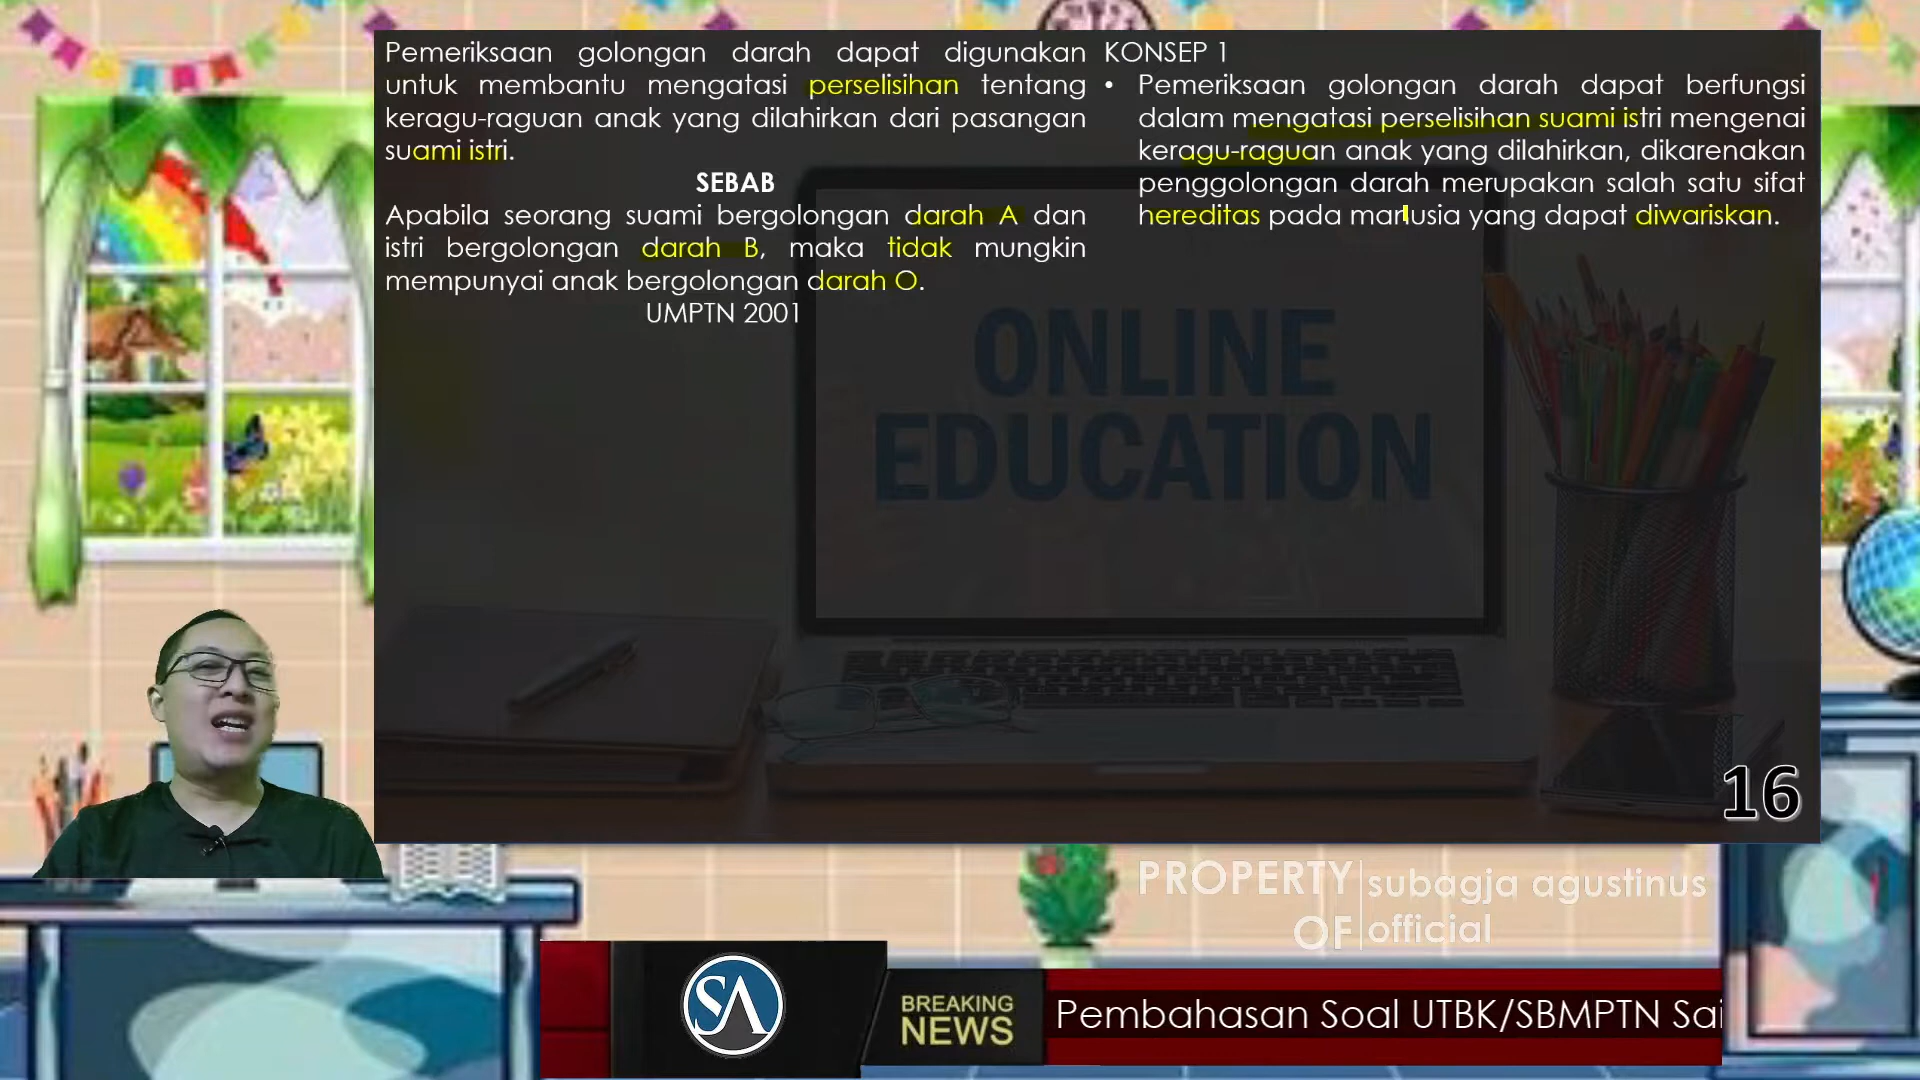 Pemeriksaan golongan darah dapat digunakan
untuk membantu mengatasi perselisihan tentang
keragu-raguan anak yang dilahirkan dari pasangan
suami istri.
SEBAB
Apabila seorang suami bergolongan darah A dan
istri bergolongan darah B, maka tidak mungkin
mempunyai anak bergolongan darah O.
UMPTN 2001
KONSEP 1
• Pemeriksaan golongan darah dapat berfungsi
dalam mengatasi perselisihan suami istri mengenai
keragu-raguan anak yang dilahirkan, dikarenakan
penggolongan darah merupakan salah satu sifat
hereditas pada manusia yang dapat diwariskan.
ONLINE
EDUCATION
16
PROPERTY OF
subagja agustinus
official
SA
BREAKING
NEWS
Pembahasan Soal UTBK/SBMPTN Sai